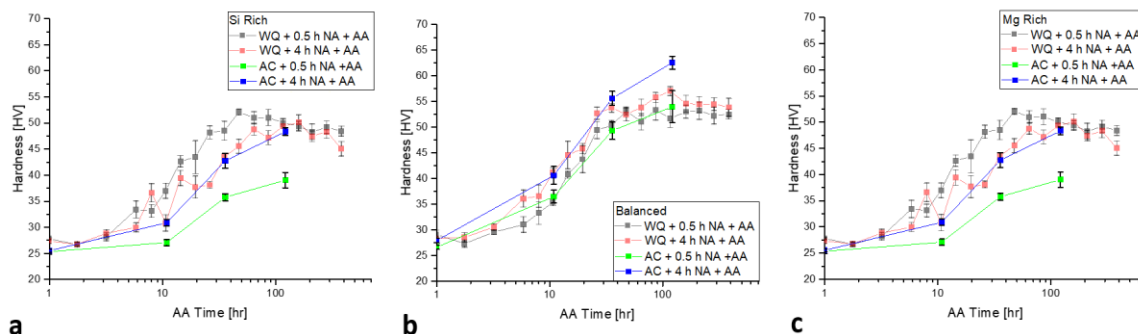 Si Rich
WQ + 0.5 h NA + AA
WQ + 4 h NA + AA
AC + 0.5 h NA +AA
AC + 4 h NA + AA
70
65
60
55
50
45
40
35
30
25
20
Hardness [HV]
1
10
100
AA Time [hr]
a
70
65
60
55
50
45
40
35
30
25
20
Hardness [HV]
Balanced
WQ + 0.5 h NA + AA
WQ + 4 h NA + AA
AC + 0.5 h NA +AA
AC + 4 h NA + AA
1
10
100
AA Time [hr]
b
Mg Rich
WQ + 0.5 h NA + AA
WQ + 4 h NA + AA
AC + 0.5 h NA +AA
AC + 4 h NA + AA
70
65
60
55
50
45
40
35
30
25
20
Hardness [HV]
1
10
100
AA Time [hr]
c